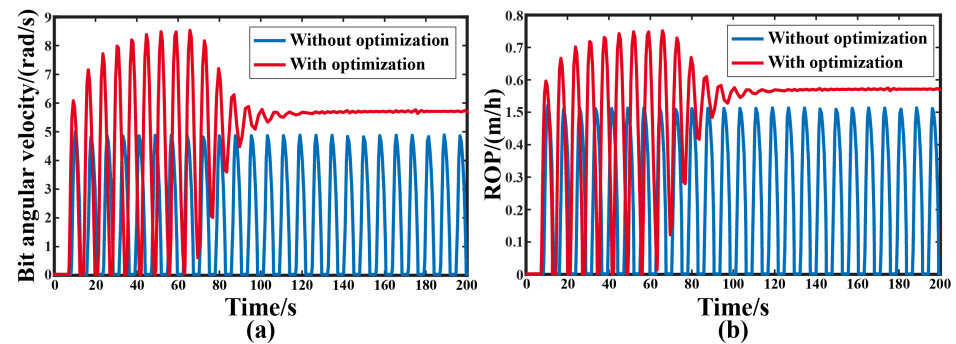 9
8
7
6
5
4
3
2
1
0
Bit angular velocity/(rad/s)
Without optimization
With optimization
0 20 40 60 80 100 120 140 160 180 200
Time/s
(a)
0.8
0.7
0.6
1.5
0.4
0.3
0.2
0.1
0
ROP/(m/h)
Without optimization
With optimization
0 20 40 60 80 100 120 140 160 180 200
Time/s
(b)